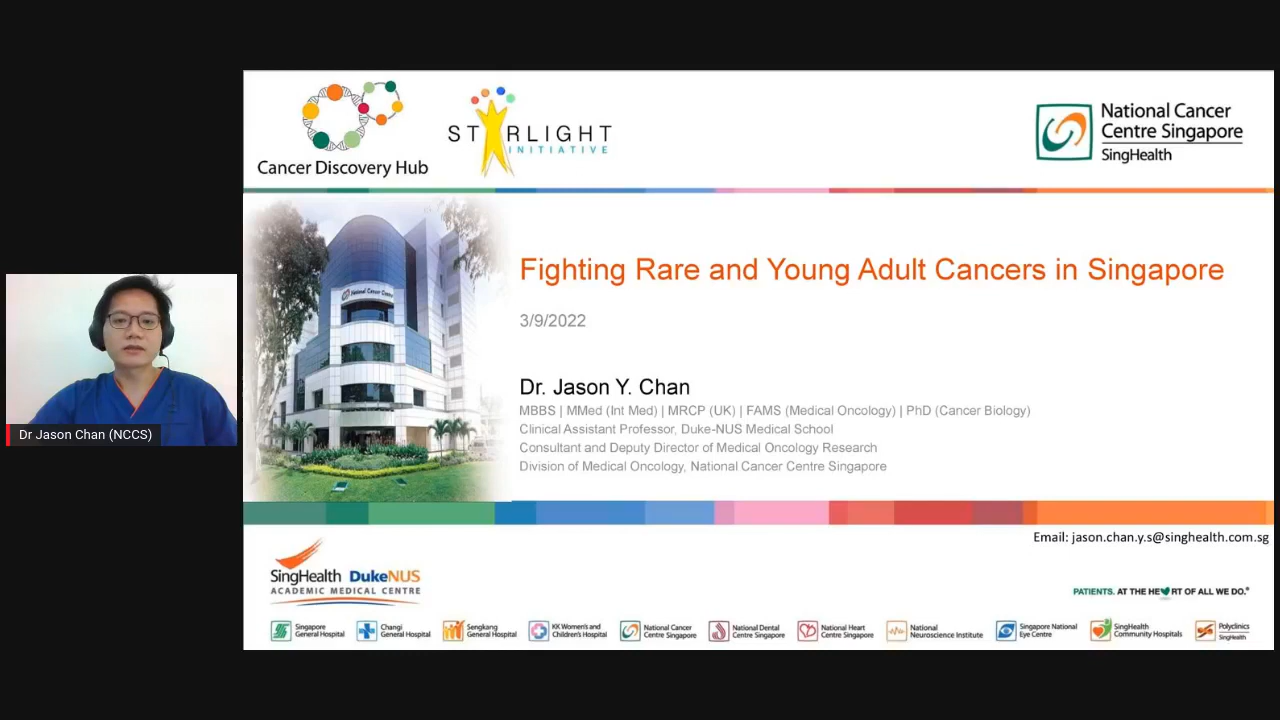 Cancer Discovery Hub
STARLIGHT
INITIATIVE
National Cancer
Centre Singapore
SingHealth
National Cancer Centre
Fighting Rare and Young Adult Cancers in Singapore
3/9/2022
Dr. Jason Y. Chan
MBBS | MMed (Int Med) | MRCP (UK) | FAMS (Medical Oncology) | PhD (Cancer Biology)
Clinical Assistant Professor, Duke-NUS Medical School
Consultant and Deputy Director of Medical Oncology Research
Division of Medical Oncology, National Cancer Centre Singapore
Dr Jason Chan (NCCS)
Email: jason.chan.y.s@singhealth.com.sg
SingHealth DukeNUS
ACADEMIC MEDICAL CENTRE
PATIENTS. AT THE HEART OF ALL WE DO.®
Singapore
General Hospital
Changi
General Hospital
Sengkang
General Hospital
KK Women's and
Children's Hospital
National Cancer
Centre Singapore
National Dental
Centre Singapore
National Heart
Centre Singapore
National
Neuroscience Institute
Singapore National
Eye Centre
SingHealth
Community Hospitals
Polyclinics
SingHealth